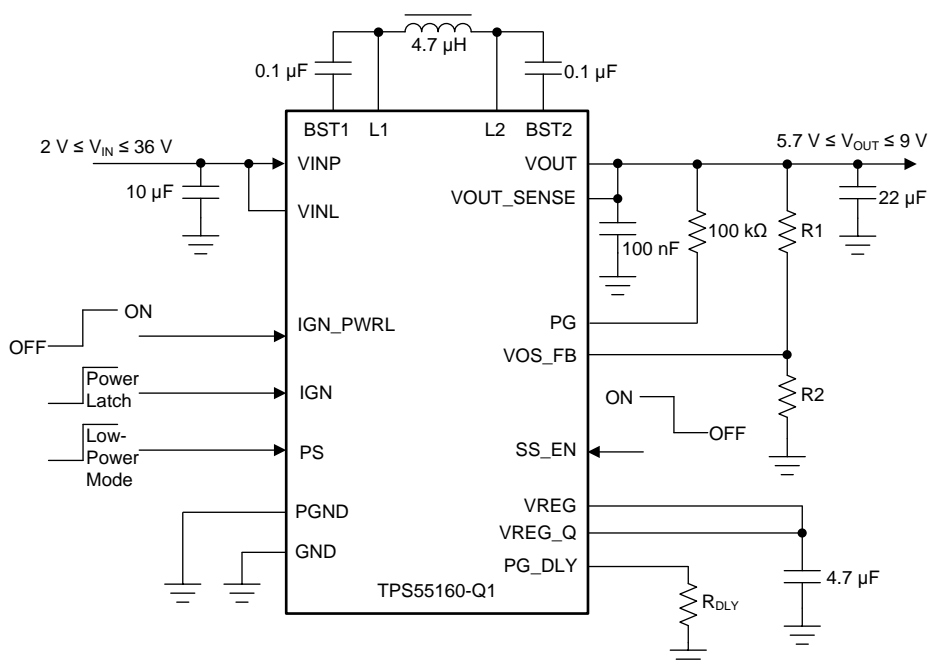 4.7 µH
0.1 µF
0.1 µF
BST1
L1
L2
BST2
2 V ≤ VIN ≤ 36 V
5.7 V ≤ VOUT ≤ 9 V
VINP
VOUT
10 µF
VINL
VOUT_SENSE
22 µF
100 nF
100 kΩ
R1
ON
OFF
IGN_PWRL
PG
VOS_FB
Power
Latch
IGN
R2
ON
OFF
Low-
Power
Mode
PS
SS_EN
PGND
VREG
VREG_Q
GND
PG_DLY
4.7 µF
TPS55160-Q1
RDLY